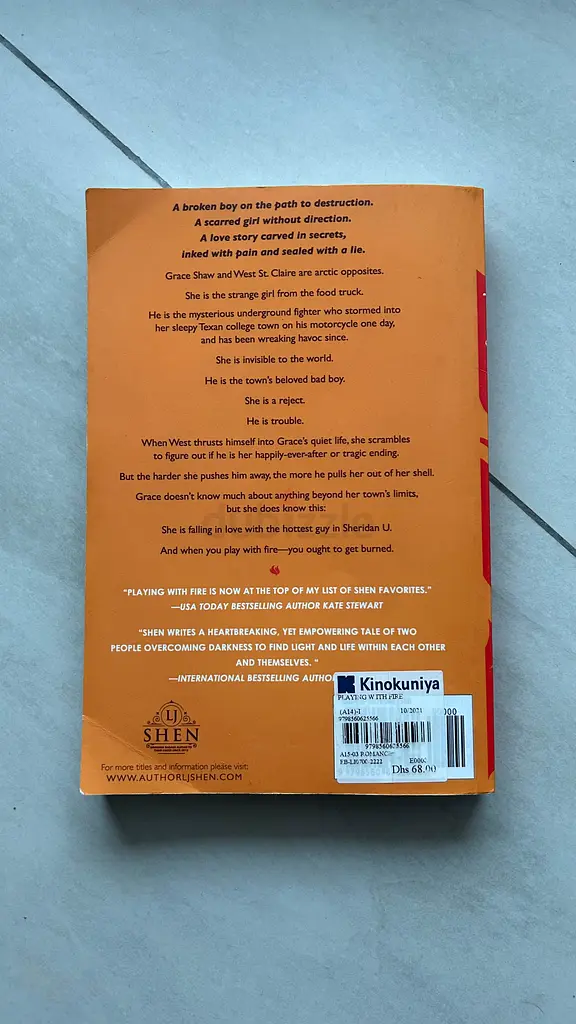 A broken boy on the path to destruction.
A scarred girl without direction.
A love story carved in secrets,
inked with pain and sealed with a lie.
Grace Shaw and West St. Claire are arctic opposites.
She is the strange girl from the food truck.
He is the mysterious underground fighter who stormed into
her sleepy Texan college town on his motorcycle one day,
and has been wreaking havoc since.
She is invisible to the world.
He is the town's beloved bad boy.
She is a reject.
He is trouble.
When West thrusts himself into Grace's quiet life, she scrambles
to figure out if he is her happily-ever-after or tragic ending.
But the harder she pushes him away, the more he pulls her out of her shell.
Grace doesn't know much about anything beyond her town's limits,
but she does know this:
She is falling in love with the hottest guy in Sheridan U.
And when you play with fire—you ought to get burned.
dubizzle
"PLAYING WITH FIRE IS NOW AT THE TOP OF MY LIST OF SHEN FAVORITES."
—USA TODAY BESTSELLING AUTHOR KATE STEWART
"SHEN WRITES A HEARTBREAKING, YET EMPOWERING TALE OF TWO
PEOPLE OVERCOMING DARKNESS TO FIND LIGHT AND LIFE WITHIN EACH OTHER
AND THEMSELVES. "
—INTERNATIONAL BESTSELLING AUTHOR
Kinokuniya
PLAYING WITH FIRE
(A14)-I 10/2021
9798560625566
9798560625566
Dhs 68.00
LJ
SHEN
For more titles and information please visit:
WWW.AUTHORLJSHEN.COM